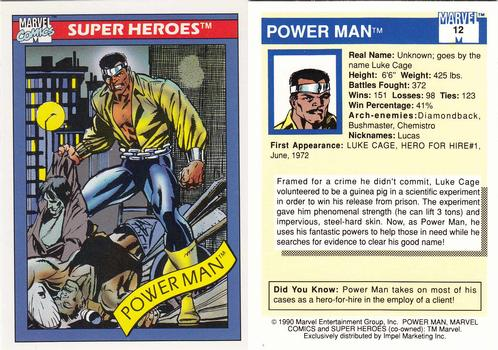 MARVEL
COMICS
M
SUPER HEROES™
POWER MAN™
POWER MAN™
MARVEL™
12
M
Real Name: Unknown; goes by the
name Luke Cage
Height: 6'6" Weight: 425 lbs.
Battles Fought: 372
Wins: 151 Losses: 98 Ties: 123
Win Percentage: 41%
Arch-enemies: Diamondback,
Bushmaster, Chemistro
Nicknames: Lucas
First Appearance: LUKE CAGE, HERO FOR HIRE#1,
June, 1972
Framed for a crime he didn't commit, Luke Cage
volunteered to be a guinea pig in a scientific experiment
in order to win his release from prison. The experiment
gave him phenomenal strength (he can lift 3 tons) and
impervious, steel-hard skin. Now, as Power Man, he
uses his fantastic powers to help those in need while he
searches for evidence to clear his good name!
Did You Know: Power Man takes on most of his
cases as a hero-for-hire in the employ of a client!
© 1990 Marvel Entertainment Group, Inc. POWER MAN, MARVEL
COMICS and SUPER HEROES (co-owned): TM Marvel.
Exclusively distributed by Impel Marketing Inc.